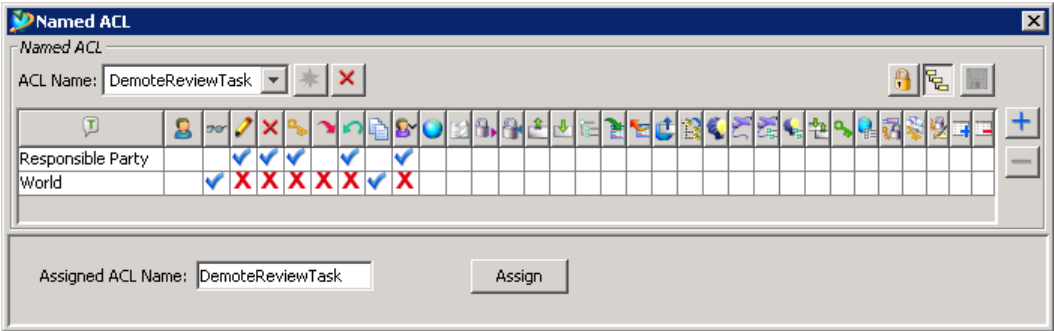 Named ACL
Named ACL
ACL Name: DemoteReviewTask
T
Responsible Party
World
Assigned ACL Name: DemoteReviewTask Assign